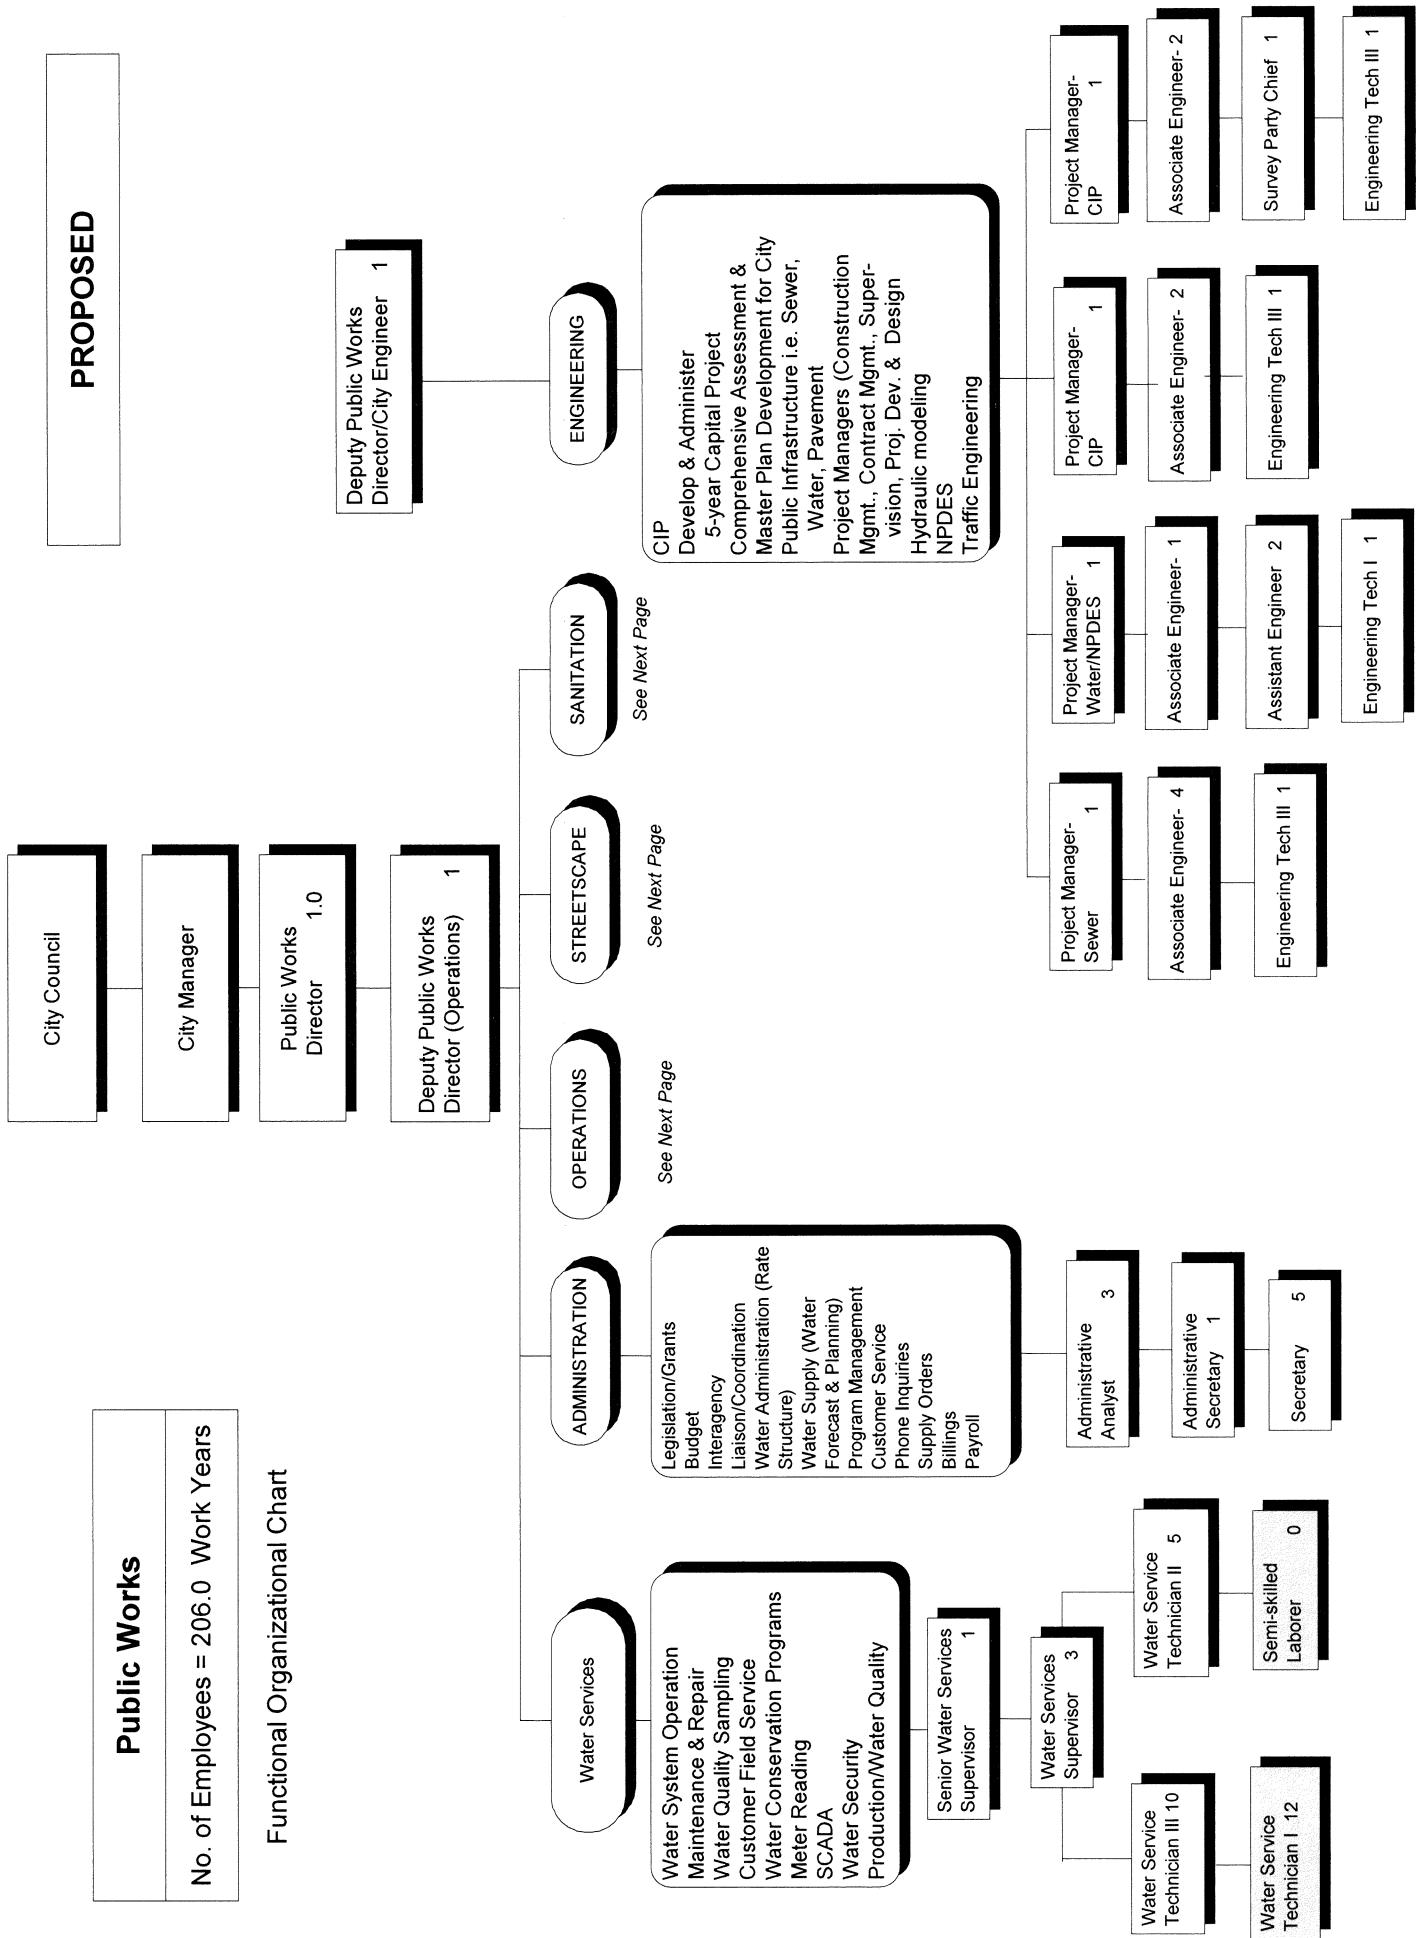 Public Works
No. of Employees = 206.0 Work Years
Functional Organizational Chart
PROPOSED
City Council
City Manager
Public Works
Director 1.0
Deputy Public Works
Director (Operations) 1
Deputy Public Works
Director/City Engineer 1
Water Services
Water System Operation
Maintenance & Repair
Water Quality Sampling
Customer Field Service
Water Conservation Programs
Meter Reading
SCADA
Water Security
Production/Water Quality
Senior Water Services
Supervisor 1
Water Services
Supervisor 3
Water Service
Technician III 10
Water Service
Technician I 12
Water Service
Technician II 5
Semi-skilled
Laborer 0
ADMINISTRATION
Legislation/Grants
Budget
Interagency
Liaison/Coordination
Water Administration (Rate
Structure)
Water Supply (Water
Forecast & Planning)
Program Management
Customer Service
Phone Inquiries
Supply Orders
Billings
Payroll
Administrative
Analyst 3
Administrative
Secretary 1
Secretary 5
OPERATIONS
See Next Page
STREETSCAPE
See Next Page
SANITATION
See Next Page
ENGINEERING
CIP
Develop & Administer
5-year Capital Project
Comprehensive Assessment &
Master Plan Development for City
Public Infrastructure i.e. Sewer,
Water, Pavement
Project Managers (Construction
Mgmt., Contract Mgmt., Super-
vision, Proj. Dev. & Design
Hydraulic modeling
NPDES
Traffic Engineering
Project Manager-
Sewer 1
Associate Engineer- 4
Engineering Tech III 1
Project Manager-
Water/NPDES 1
Associate Engineer- 1
Assistant Engineer 2
Engineering Tech I 1
Project Manager-
CIP 1
Associate Engineer- 2
Engineering Tech III 1
Project Manager-
CIP 1
Associate Engineer- 2
Survey Party Chief 1
Engineering Tech III 1